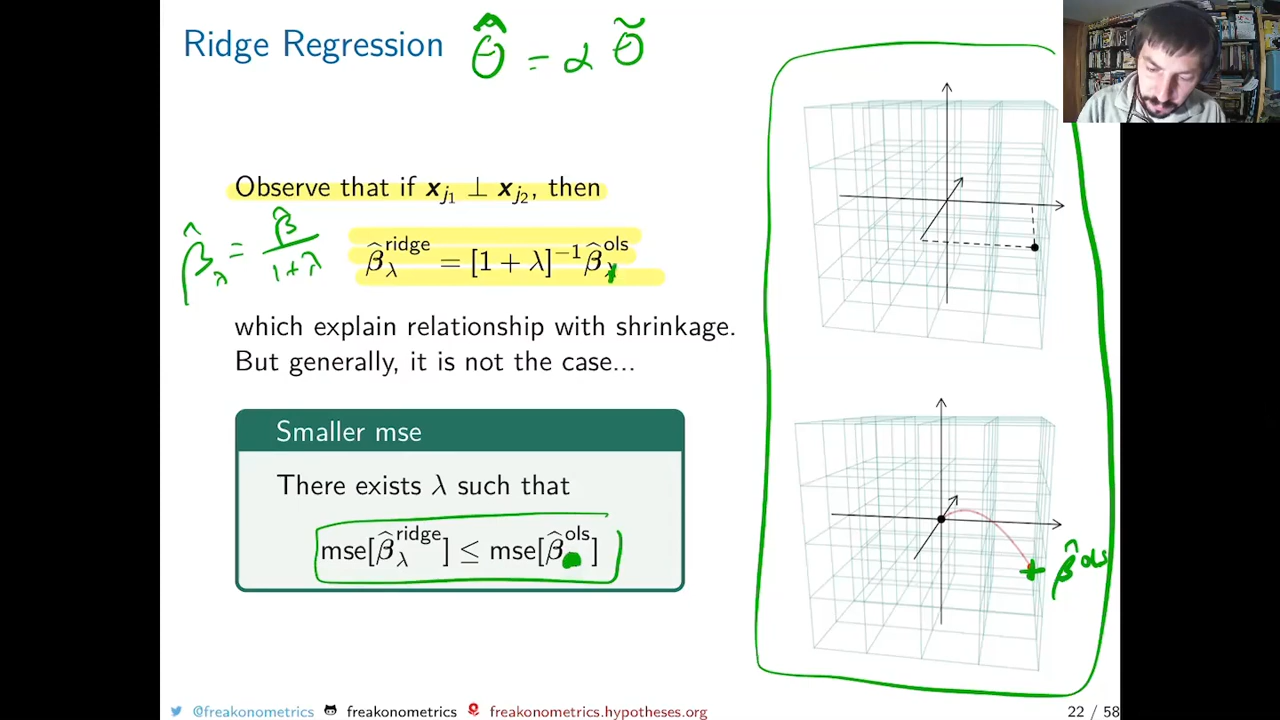 Ridge Regression θ̂ = α θ̃
Observe that if x_{j₁} ⊥ x_{j₂}, then
β̂_λ = β̂ / (1+λ)
β̂_λ^{ridge} = [1 + λ]^{−1} β̂_λ^{ols}
which explain relationship with shrinkage.
But generally, it is not the case...
Smaller mse
There exists λ such that
mse[β̂_λ^{ridge}] ≤ mse[β̂^{ols}]
β̂^{ols}
@freakonometrics freakonometrics freakonometrics.hypotheses.org 22 / 58